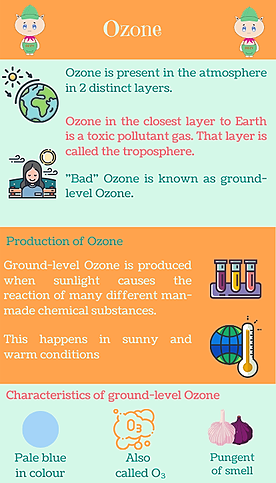 Ozone
Ozone is present in the atmosphere
in 2 distinct layers.
Ozone in the closest layer to Earth
is a toxic pollutant gas. That layer is
called the troposphere.
"Bad" Ozone is known as ground-
level Ozone.
Production of Ozone
Ground-level Ozone is produced
when sunlight causes the
reaction of many different man-
made chemical substances.
This happens in sunny and
warm conditions
Characteristics of ground-level Ozone
O₃
Pale blue
in colour
Also
called O₃
Pungent
of smell